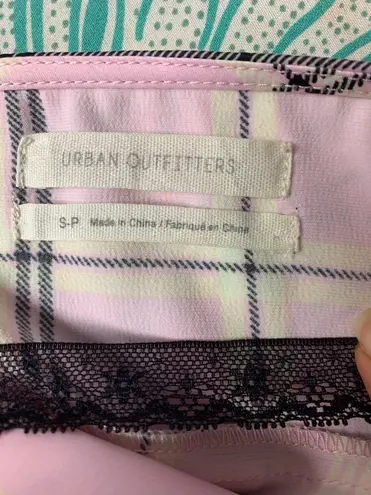 URBAN OUTFITTERS
S-P Made in China / Fabriqué en Chine